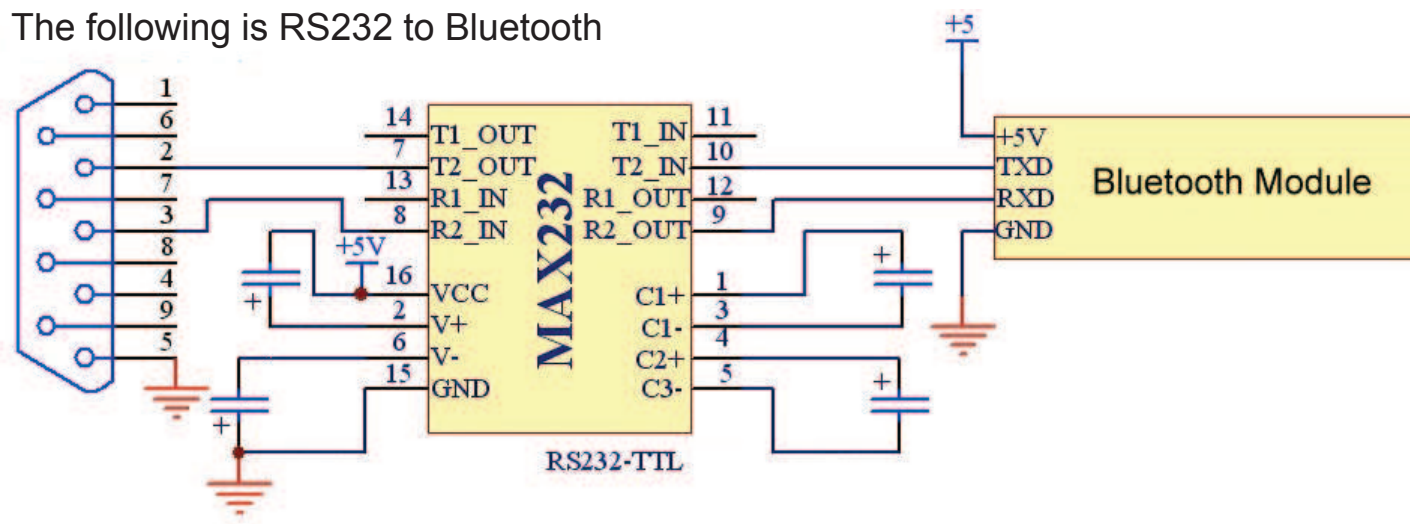 The following is RS232 to Bluetooth
+5
1
6
2
7
3
8
4
9
5
14 T1_OUT
7 T2_OUT
13 R1_IN
8 R2_IN
+5V
16 VCC
2 V+
6 V-
15 GND
+
+
MAX232
T1_IN 11
T2_IN 10
R1_OUT 12
R2_OUT 9
C1+ 1
C1- 3
C2+ 4
C3- 5
+
+
RS232-TTL
+5V
TXD
RXD
GND
Bluetooth Module